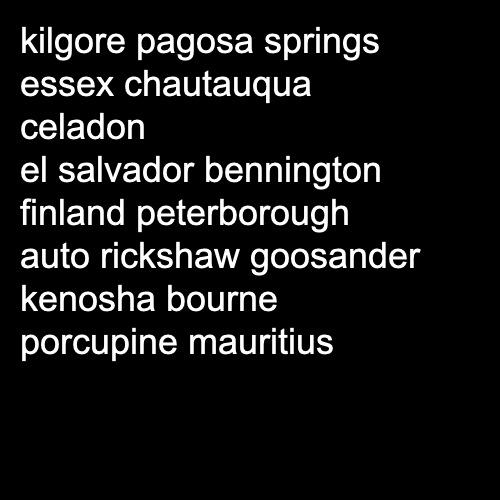 kilgore pagosa springs
essex chautauqua
celadon
el salvador bennington
finland peterborough
auto rickshaw goosander
kenosha bourne
porcupine mauritius